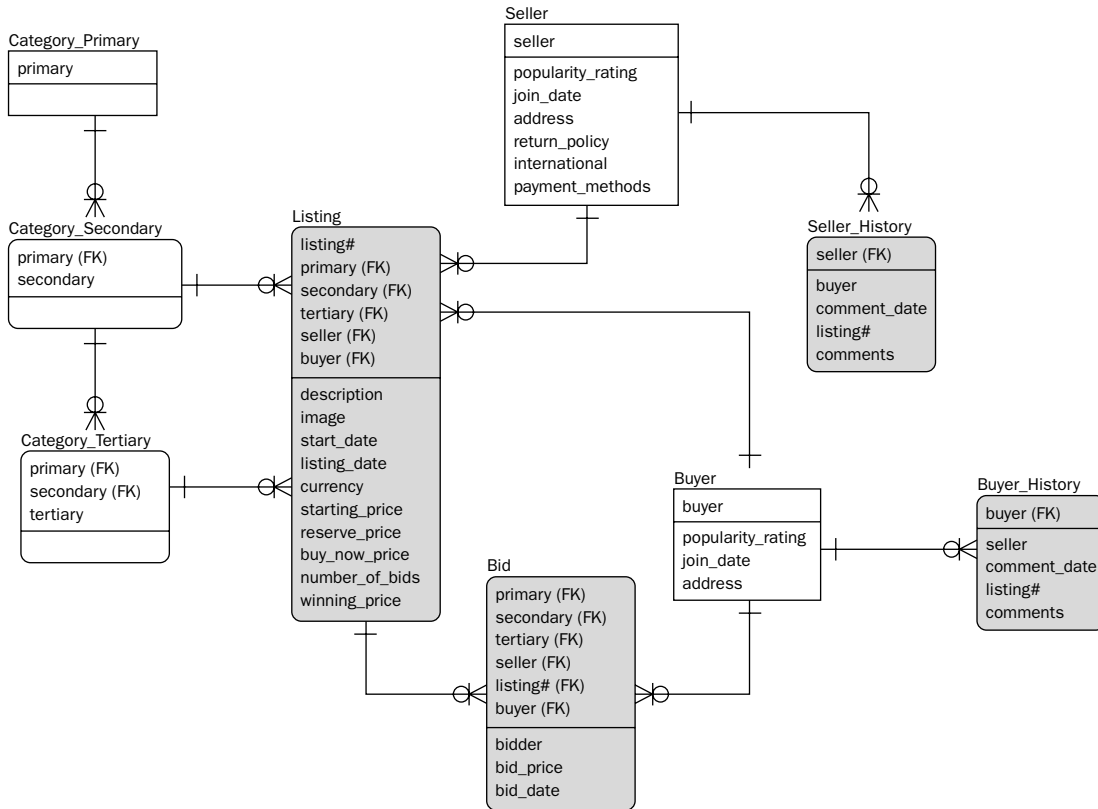 Category_Primary
primary
Seller
seller
popularity_rating
join_date
address
return_policy
international
payment_methods
Category_Secondary
primary (FK)
secondary
Listing
listing#
primary (FK)
secondary (FK)
tertiary (FK)
seller (FK)
buyer (FK)
description
image
start_date
listing_date
currency
starting_price
reserve_price
buy_now_price
number_of_bids
winning_price
Seller_History
seller (FK)
buyer
comment_date
listing#
comments
Category_Tertiary
primary (FK)
secondary (FK)
tertiary
Buyer
buyer
popularity_rating
join_date
address
Buyer_History
buyer (FK)
seller
comment_date
listing#
comments
Bid
primary (FK)
secondary (FK)
tertiary (FK)
seller (FK)
listing# (FK)
buyer (FK)
bidder
bid_price
bid_date